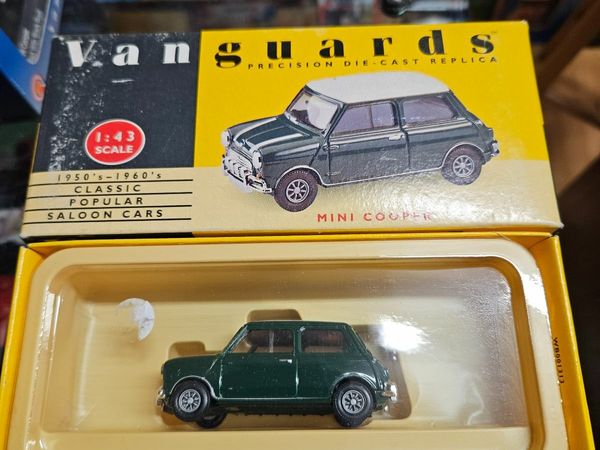 Vanguards
PRECISION DIE-CAST REPLICA
1:43
SCALE
1950's-1960's
CLASSIC
POPULAR
SALOON CARS
MINI COOPER